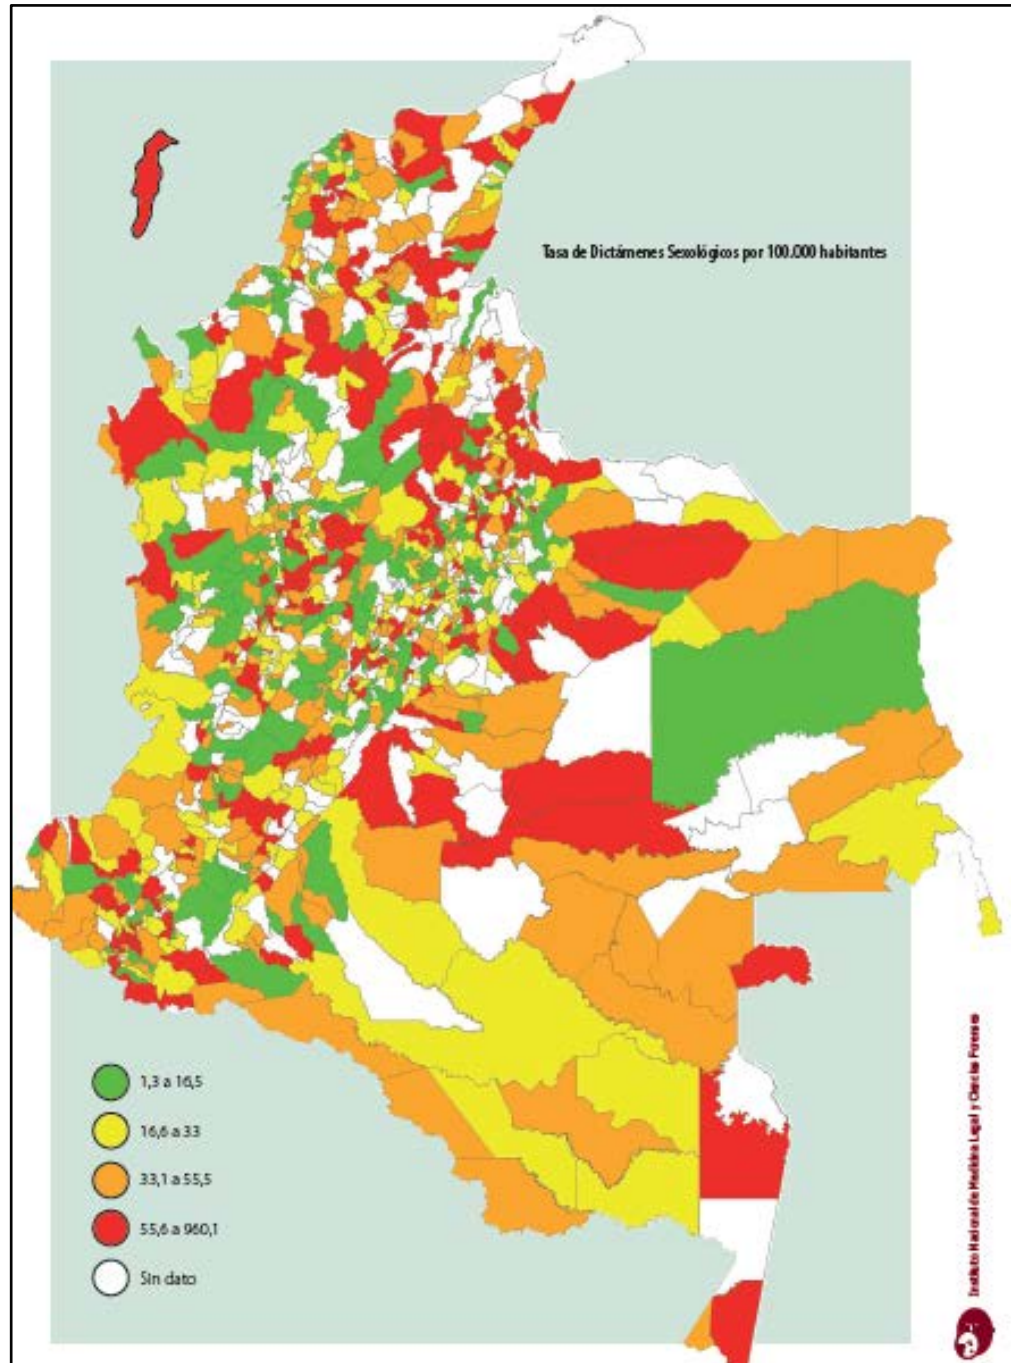 Tasa de Dictámenes Sexológicos por 100.000 habitantes
1,3 a 16,5
16,6 a 33
33,1 a 55,5
55,6 a 960,1
Sin dato
Instituto Nacional de Medicina Legal y Ciencias Forenses